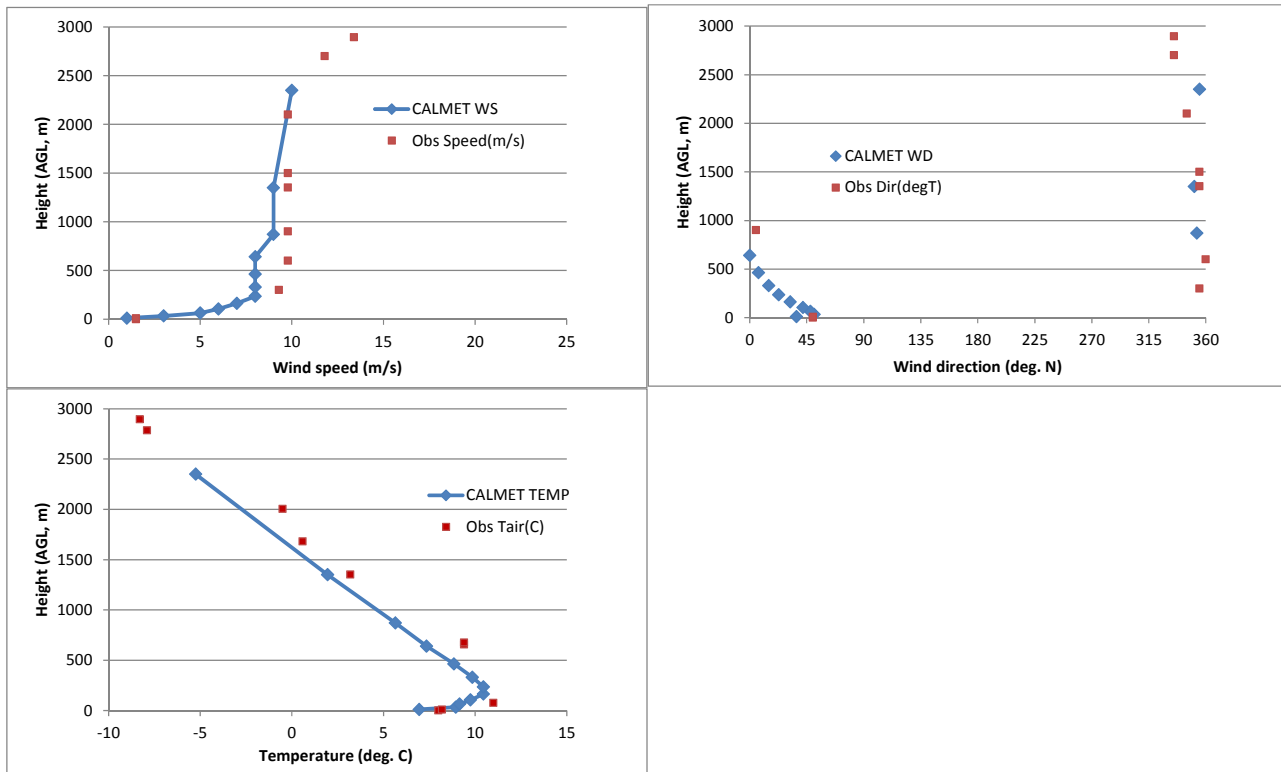 3000
2500
2000
1500
1000
500
0
Height (AGL, m)
CALMET WS
Obs Speed(m/s)
0 5 10 15 20 25
Wind speed (m/s)
3000
2500
2000
1500
1000
500
0
Height (AGL, m)
CALMET WD
Obs Dir(degT)
0 45 90 135 180 225 270 315 360
Wind direction (deg. N)
3000
2500
2000
1500
1000
500
0
Height (AGL, m)
CALMET TEMP
Obs Tair(C)
-10 -5 0 5 10 15
Temperature (deg. C)